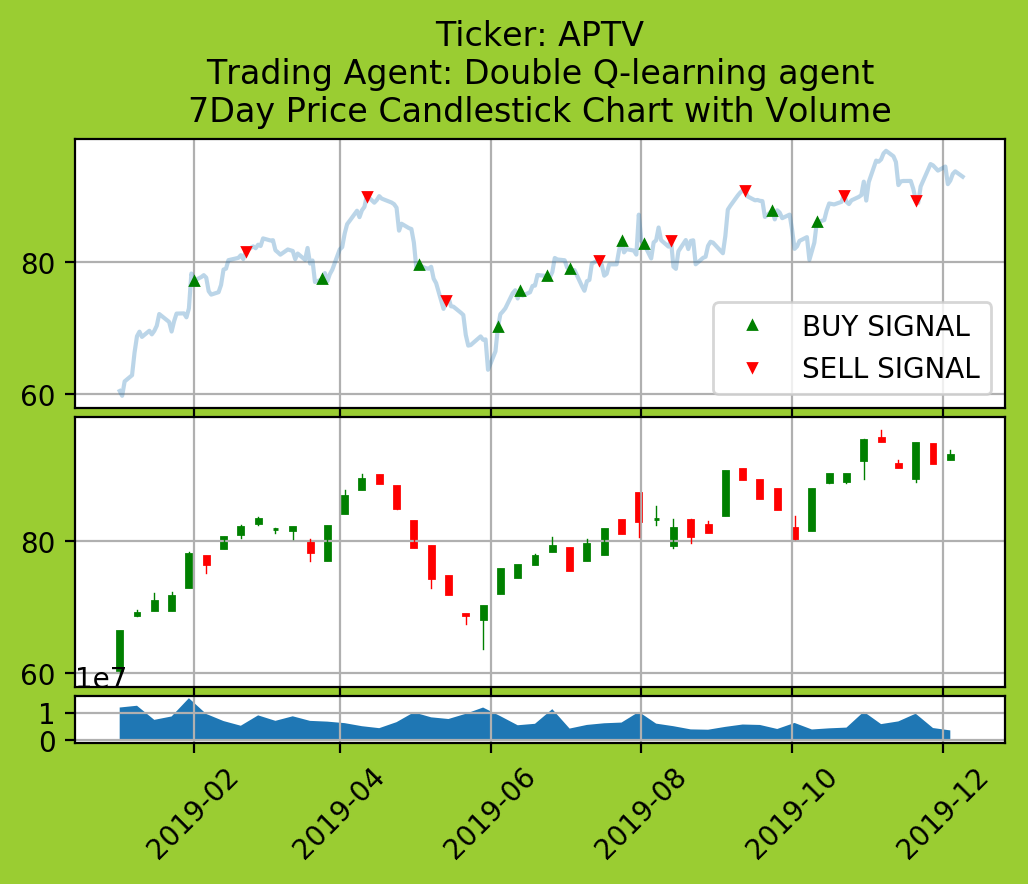 Ticker: APTV
Trading Agent: Double Q-learning agent
7Day Price Candlestick Chart with Volume
80
60
BUY SIGNAL
SELL SIGNAL
80
60
1e7
1
0
2019-02
2019-04
2019-06
2019-08
2019-10
2019-12